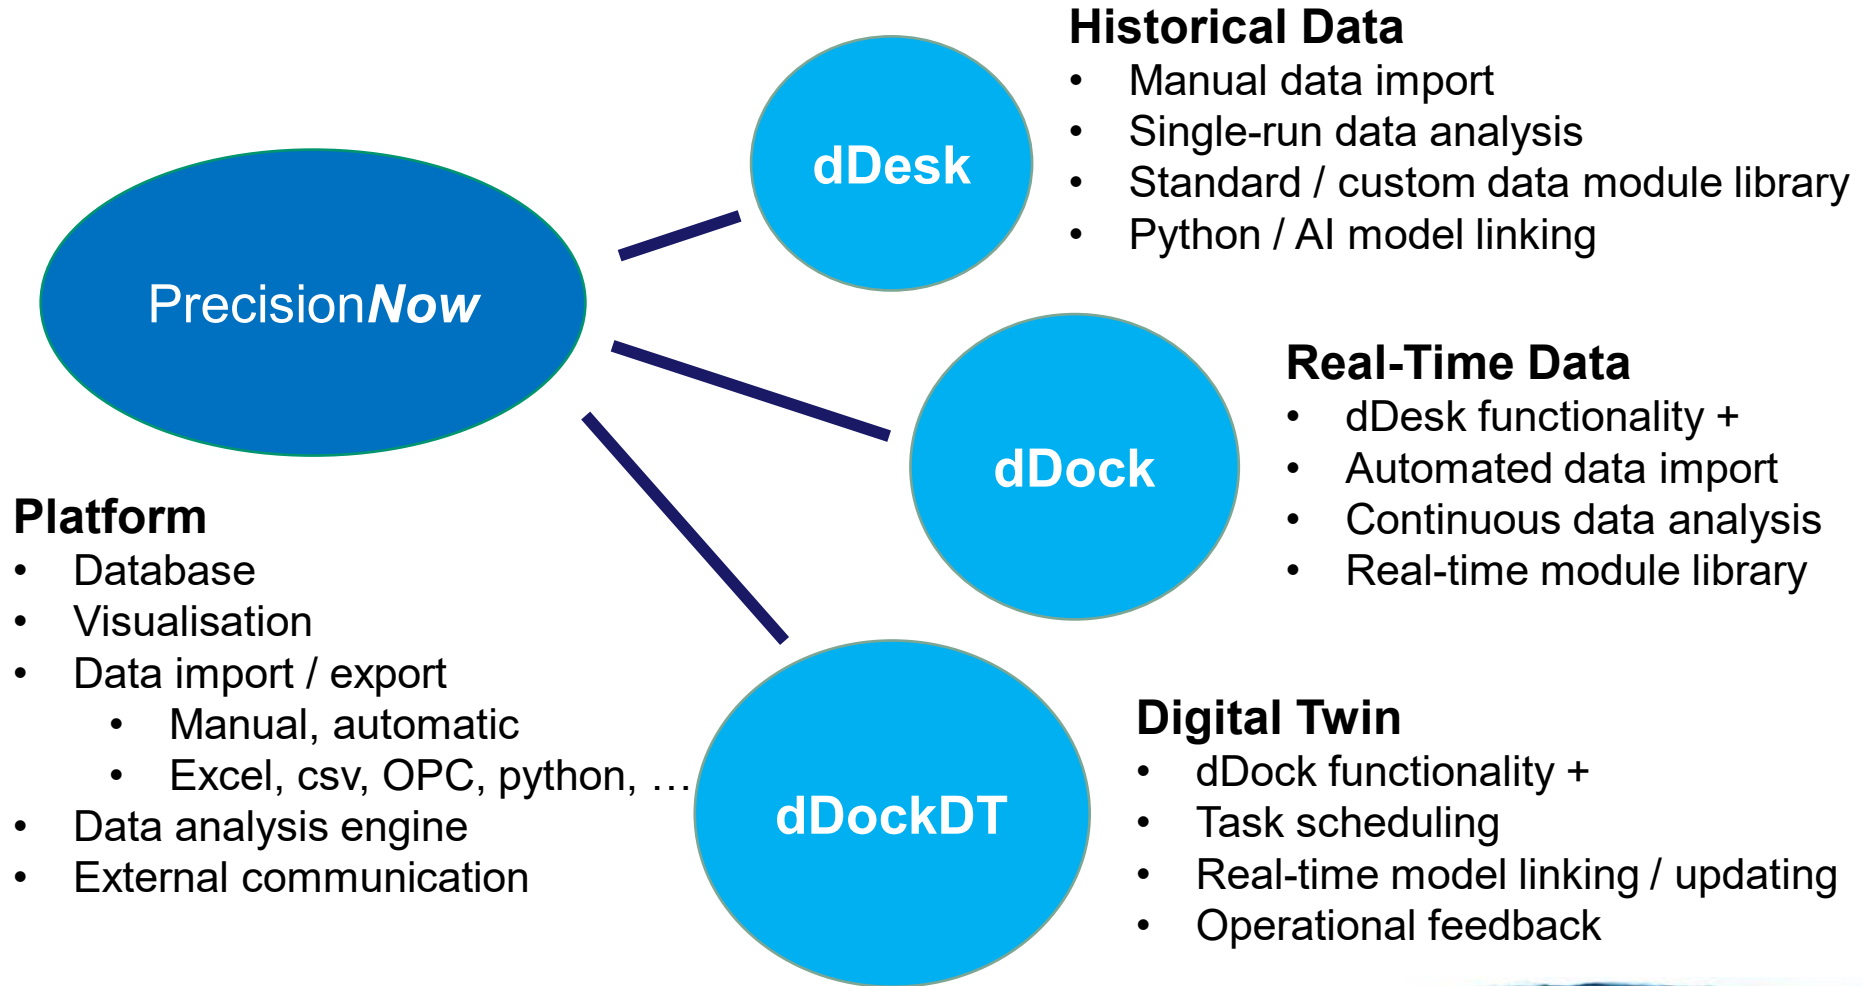 PrecisionNow
Platform
• Database
• Visualisation
• Data import / export
• Manual, automatic
• Excel, csv, OPC, python, …
• Data analysis engine
• External communication
dDesk
Historical Data
• Manual data import
• Single-run data analysis
• Standard / custom data module library
• Python / AI model linking
dDock
Real-Time Data
• dDesk functionality +
• Automated data import
• Continuous data analysis
• Real-time module library
dDockDT
Digital Twin
• dDock functionality +
• Task scheduling
• Real-time model linking / updating
• Operational feedback